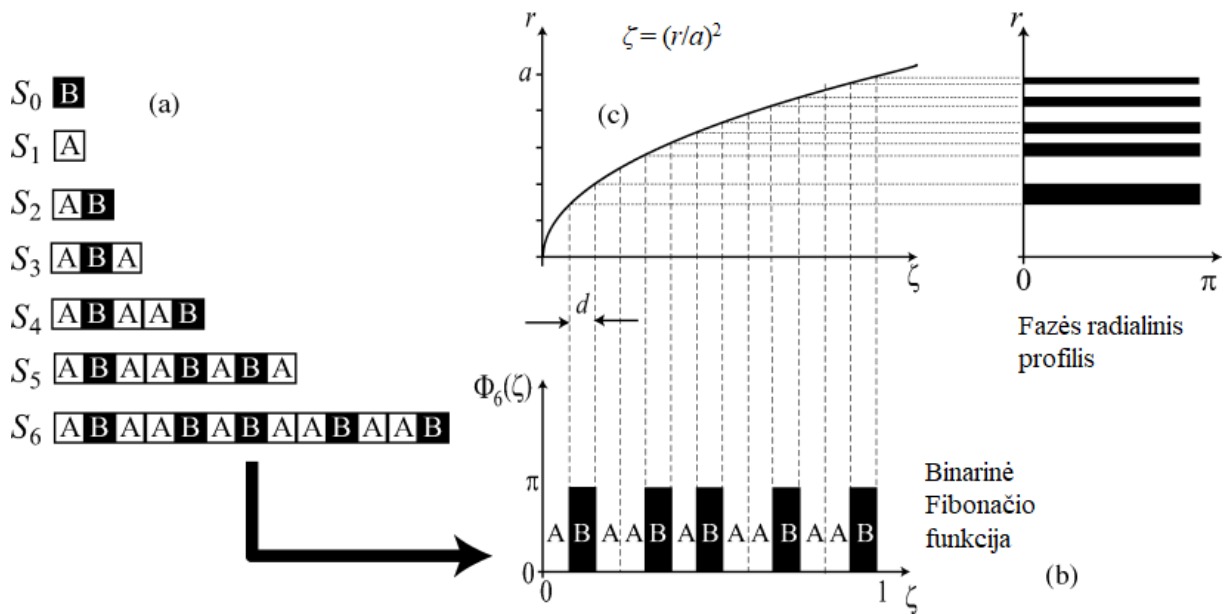 S₀ B
(a)
S₁ A
S₂ A B
S₃ A B A
S₄ A B A A B
S₅ A B A A B A B A
S₆ A B A A B A B A A B A A B
r
ζ = (r/a)²
a
(c)
ζ
d
r
0
π
Fazės radialinis
profilis
Φ₆(ζ)
π
A B A A B A B A A B A A B
0
0
1
ζ
Binarinė
Fibonačio
funkcija
(b)